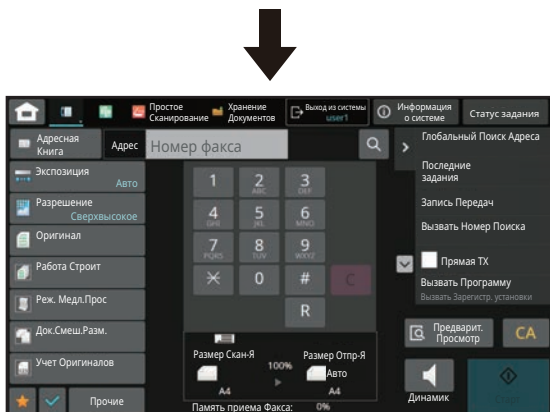 Простое
Сканирование
Хранение
Документов
Выход из системы
user1
Информация
о системе
Статус задания
Адресная
Книга
Адрес
Номер факса
Глобальный Поиск Адреса
Экспозиция
Авто
Последние
задания
Разрешение
Сверхвысокое
Запись Передач
Оригинал
Вызвать Номер Поиска
Работа Строит
Прямая TX
Реж. Медл.Прос
Вызвать Программу
Вызвать Зарегистр. установки
Док.Смеш.Разм.
Учет Оригиналов
Прочие
1
2
ABC
3
DEF
4
GHI
5
JKL
6
MNO
7
PQRS
8
TUV
9
WXYZ
0
#
C
R
Размер Скан-Я
100%
Размер Отпр-Я
Авто
A4
A4
Память приема Факса: 0%
Предварит.
Просмотр
CA
Динамик